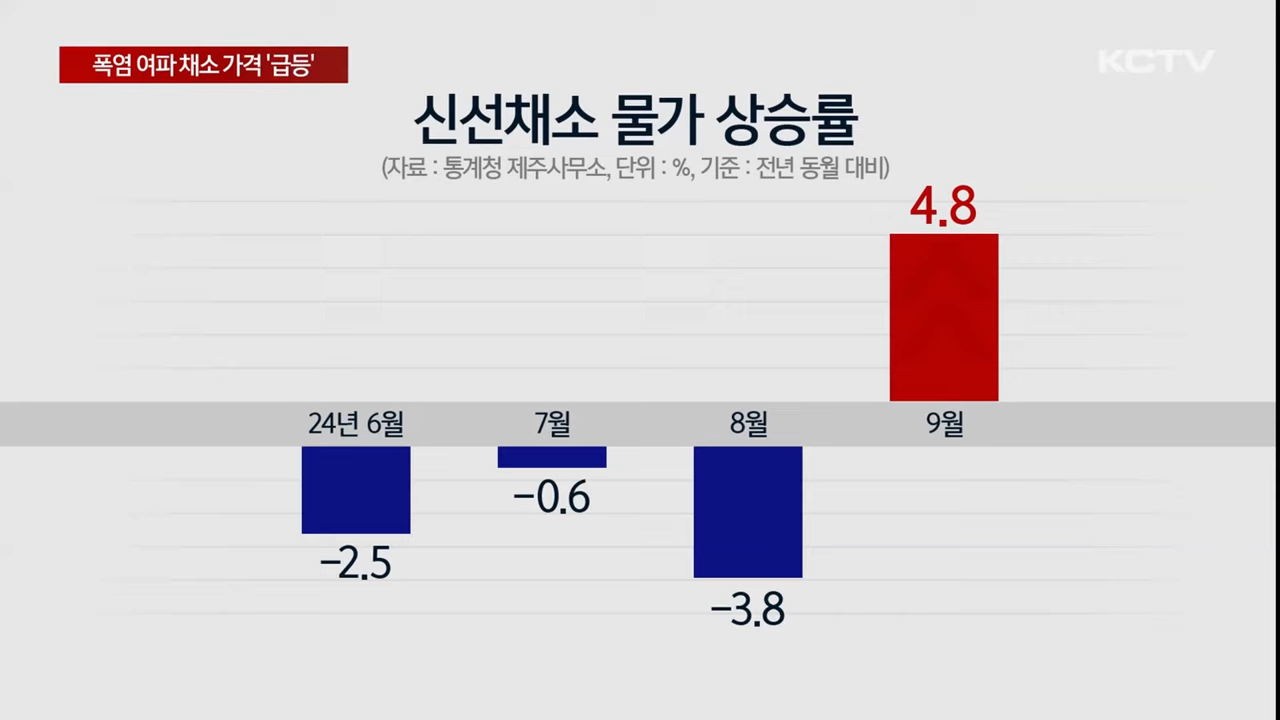 폭염 여파 채소 가격 '급등'
KCTV
신선채소 물가 상승률
(자료 : 통계청 제주사무소, 단위 : %, 기준 : 전년 동월 대비)
4.8
24년 6월 7월 8월 9월
-2.5
-0.6
-3.8